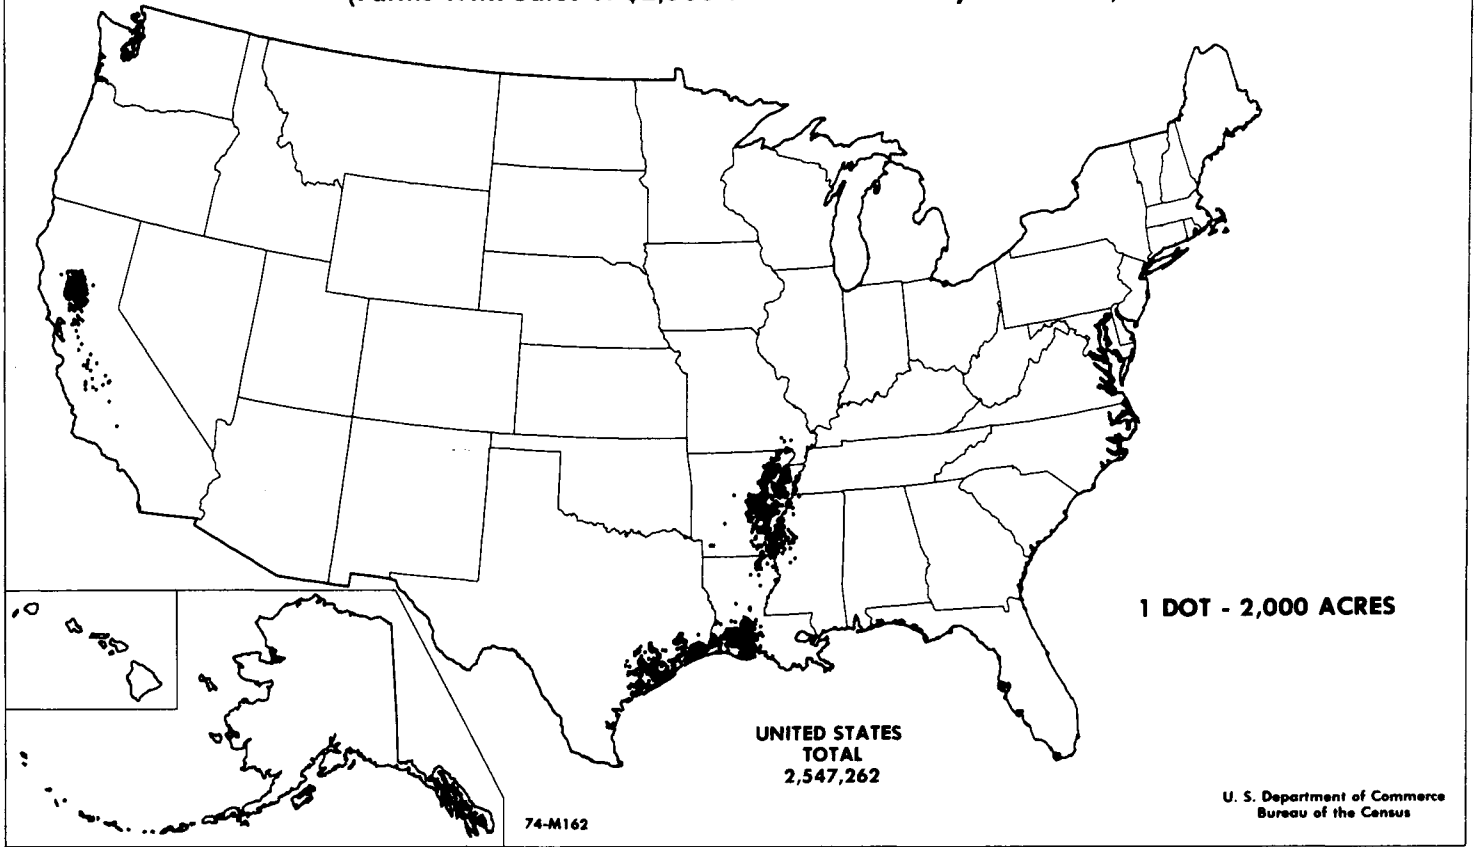 1 DOT - 2,000 ACRES
UNITED STATES
TOTAL
2,547,262
U. S. Department of Commerce
Bureau of the Census
74-M162